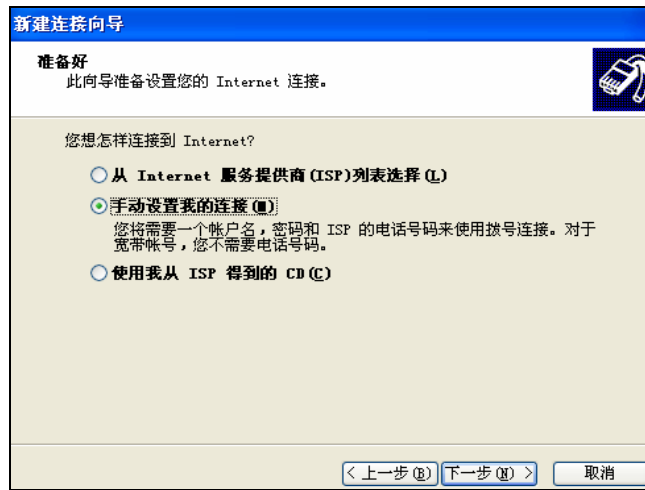 新建连接向导
准备好
此向导准备设置您的 Internet 连接。
您想怎样连接到 Internet?
从 Internet 服务提供商(ISP)列表选择(L)
手动设置我的连接(M)
您将需要一个帐户名，密码和 ISP 的电话号码来使用拨号连接。对于
宽带帐号，您不需要电话号码。
使用我从 ISP 得到的 CD(C)
< 上一步(B) 下一步(N) > 取消